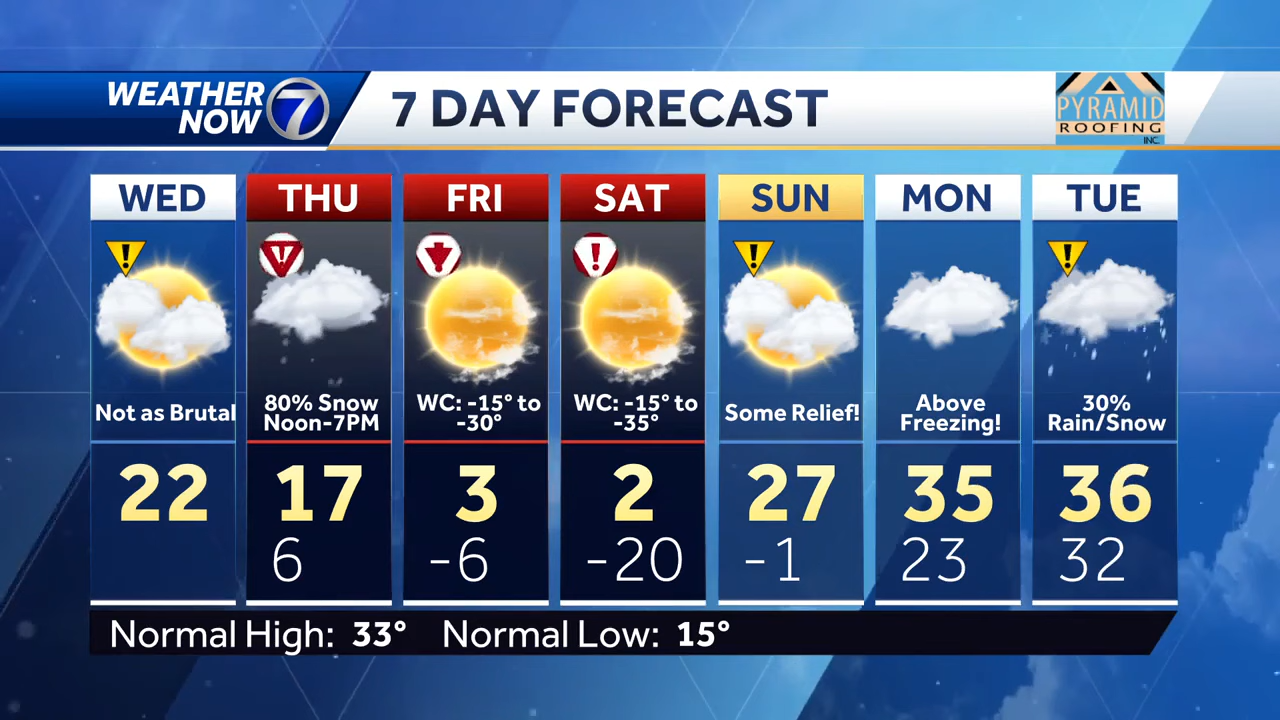 WEATHER
NOW
7
7 DAY FORECAST
PYRAMID
ROOFING
INC.
WED
THU
FRI
SAT
SUN
MON
TUE
!
!
!
!
!
Not as Brutal
80% Snow
Noon-7PM
WC: -15° to
-30°
WC: -15° to
-35°
Some Relief!
Above
Freezing!
30%
Rain/Snow
22
17
3
2
27
35
36
6
-6
-20
-1
23
32
Normal High: 33° Normal Low: 15°